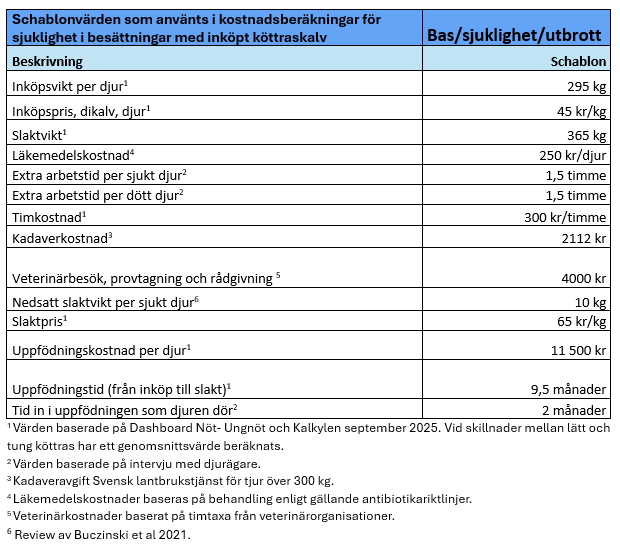 Schablonvärden som använts i kostnadsberäkningar för
sjuklighet i besättningar med inköpt köttraskalv
Bas/sjuklighet/utbrott
Beskrivning Schablon
Inköpsvikt per djur¹ 295 kg
Inköpspris, dikalv, djur¹ 45 kr/kg
Slaktvikt¹ 365 kg
Läkemedelskostnad⁴ 250 kr/djur
Extra arbetstid per sjukt djur² 1,5 timme
Extra arbetstid per dött djur² 1,5 timme
Timkostnad¹ 300 kr/timme
Kadaverkostnad³ 2112 kr
Veterinärbesök, provtagning och rådgivning ⁵ 4000 kr
Nedsatt slaktvikt per sjukt djur⁶ 10 kg
Slaktpris¹ 65 kr/kg
Uppfödningskostnad per djur¹ 11 500 kr
Uppfödningstid (från inköp till slakt)¹ 9,5 månader
Tid in i uppfödningen som djuren dör² 2 månader
¹ Värden baserade på Dashboard Nöt- Ungnöt och Kalkylen september 2025. Vid skillnader mellan lätt och
tung köttras har ett genomsnittsvärde beräknats.
² Värden baserade på intervju med djurägare.
³ Kadaveravgift Svensk lantbrukstjänst för tjur över 300 kg.
⁴ Läkemedelskostnader baseras på behandling enligt gällande antibiotikariktlinjer.
⁵ Veterinärkostnader baserat på timtaxa från veterinärorganisationer.
⁶ Review av Buczinski et al 2021.